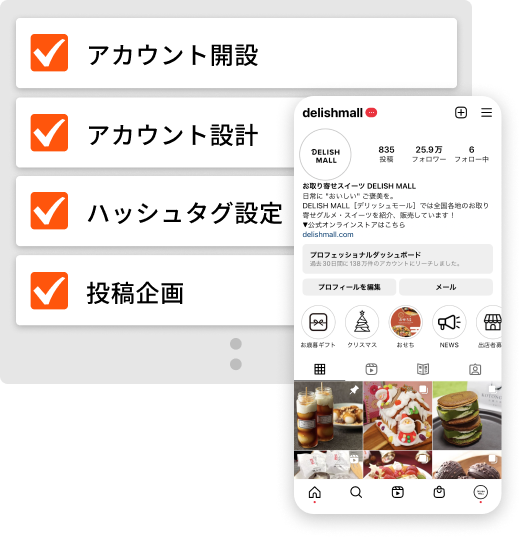 アカウント開設
アカウント設計
ハッシュタグ設定
投稿企画
delishmall
DELISH
MALL
835
投稿
25.9万
フォロワー
6
フォロー中
お取り寄せスイーツ DELISH MALL
日常に "おいしい" ご褒美を。
DELISH MALL［デリッシュモール］では全国各地のお取り
寄せグルメ・スイーツを紹介、販売しています！
▼公式オンラインストアはこちら
delishmall.com
プロフェッショナルダッシュボード
過去30日間に138万件のアカウントにリーチしました。
プロフィールを編集
メール
お歳暮ギフト
クリスマス
おせち
NEWS
出店者募